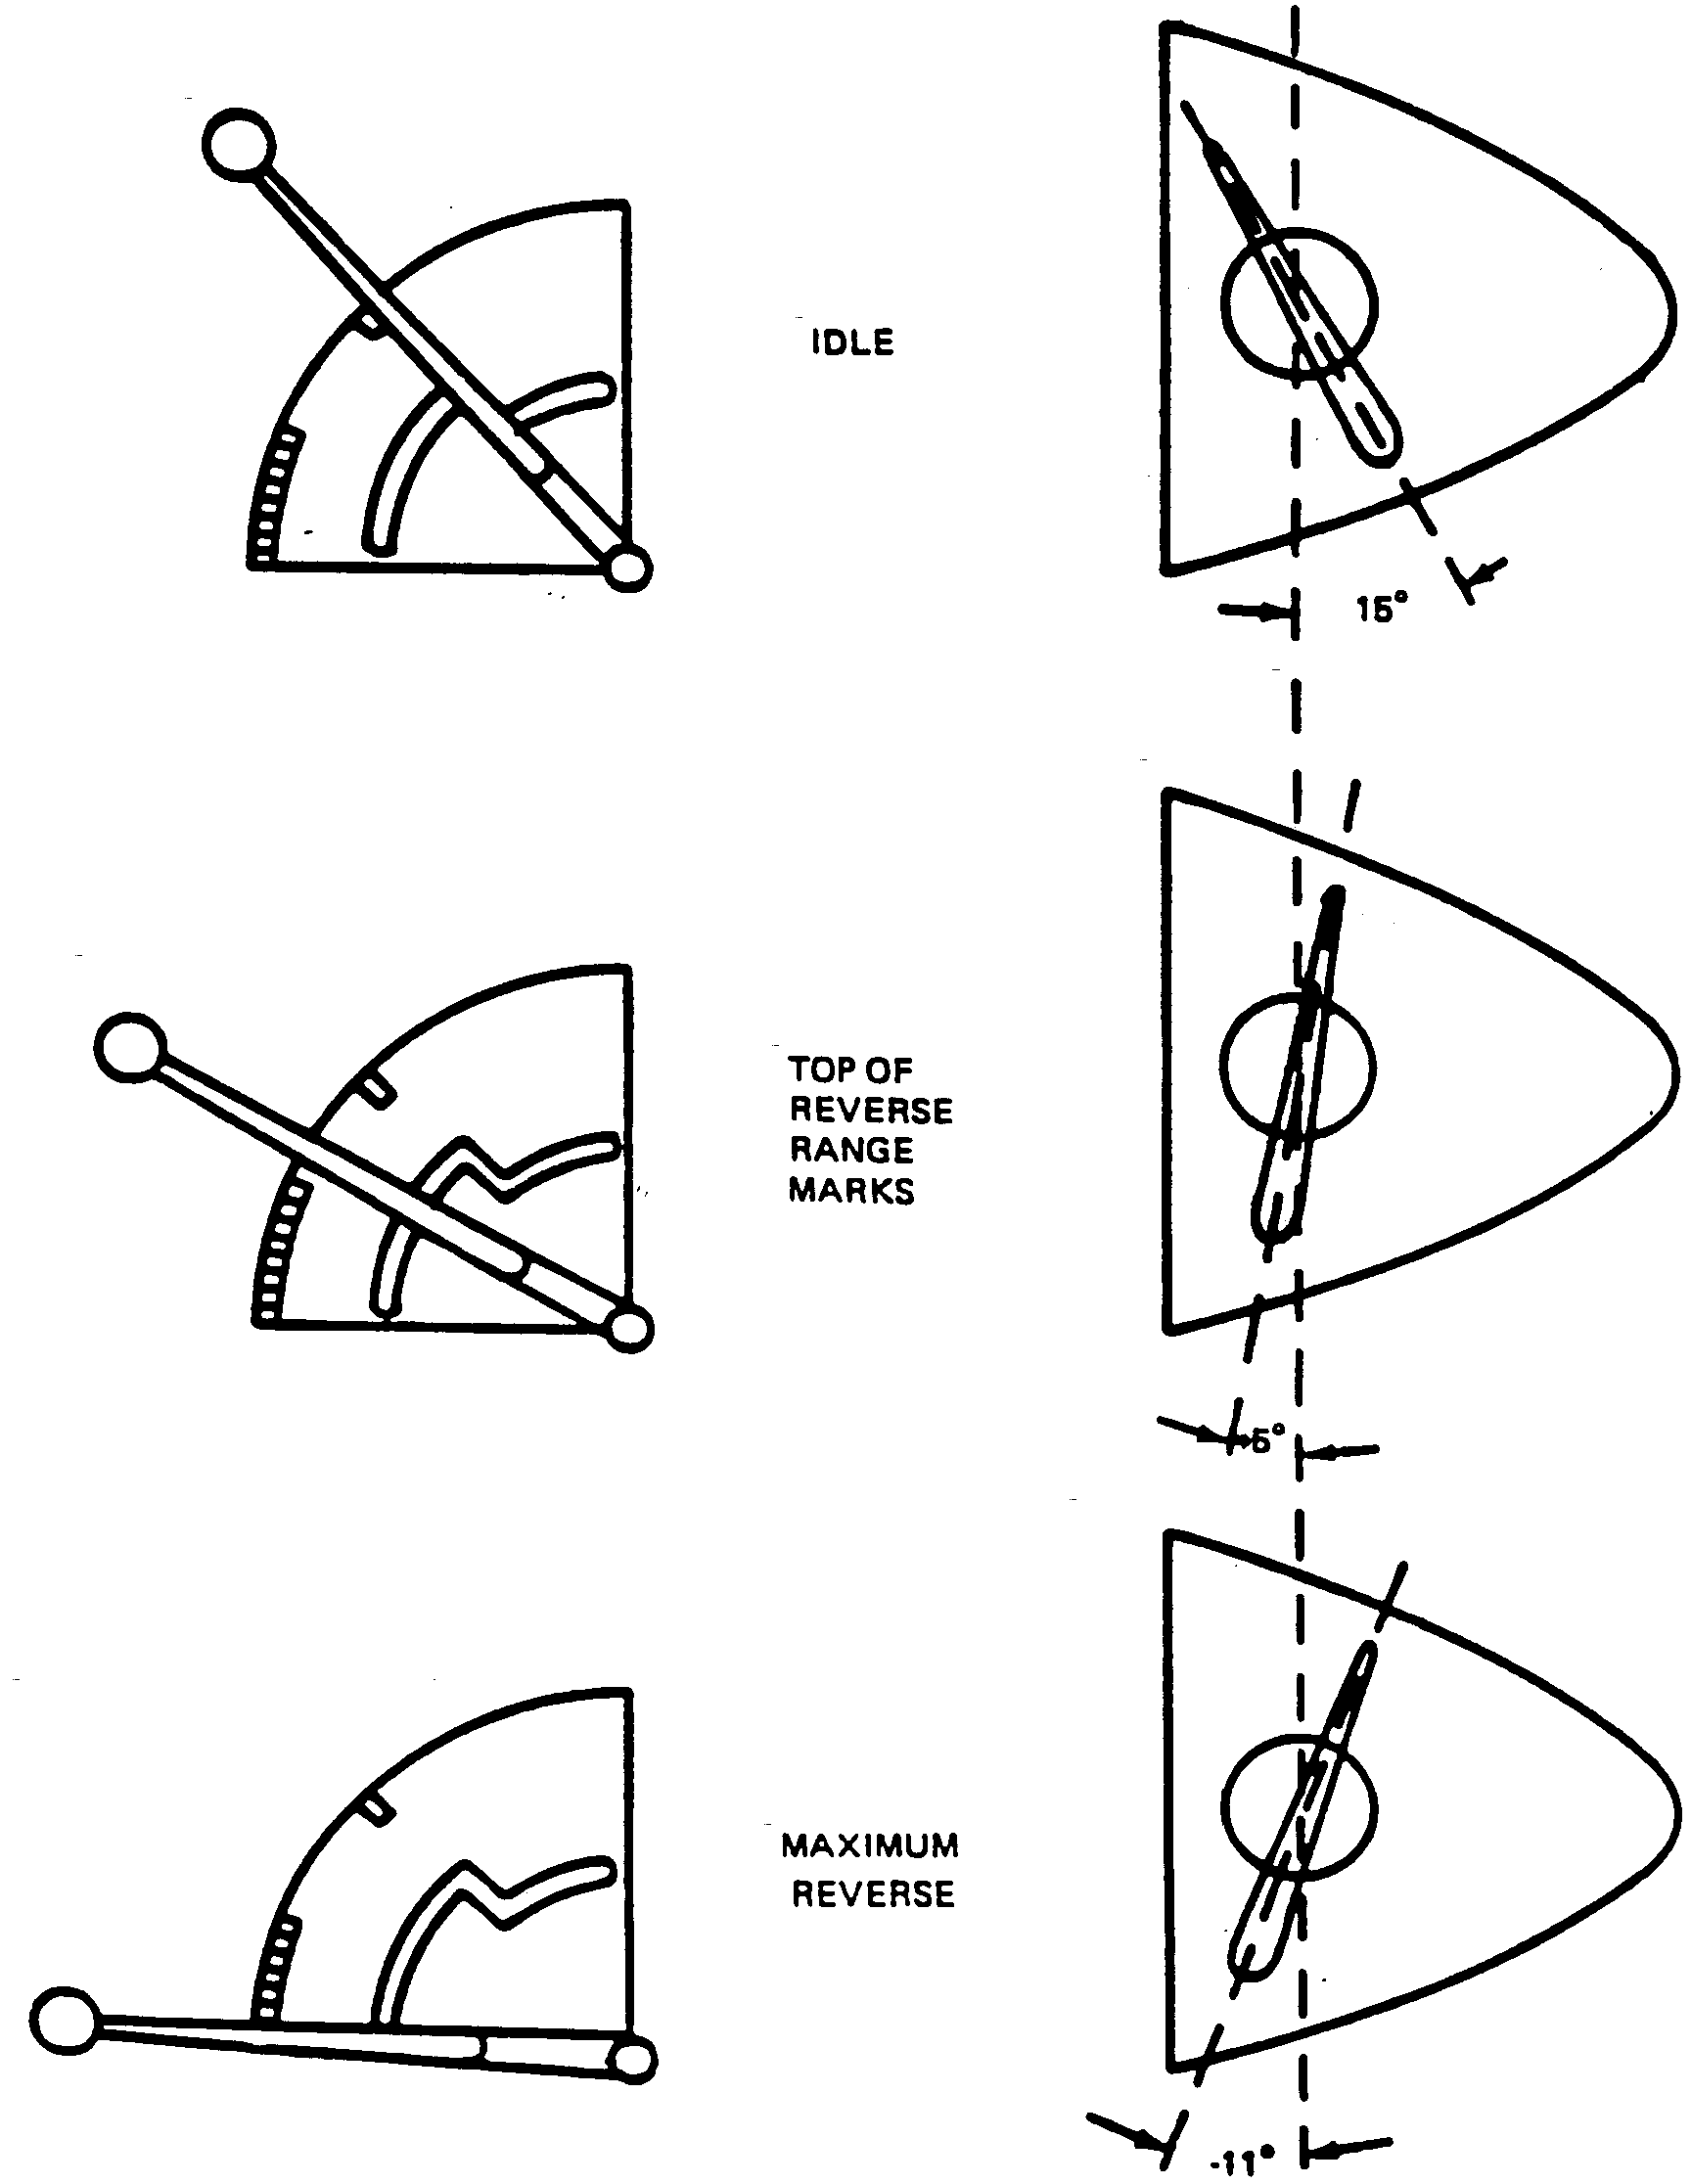 IDLE
15°
TOP OF
REVERSE
RANGE
MARKS
-5°
MAXIMUM
REVERSE
-11°